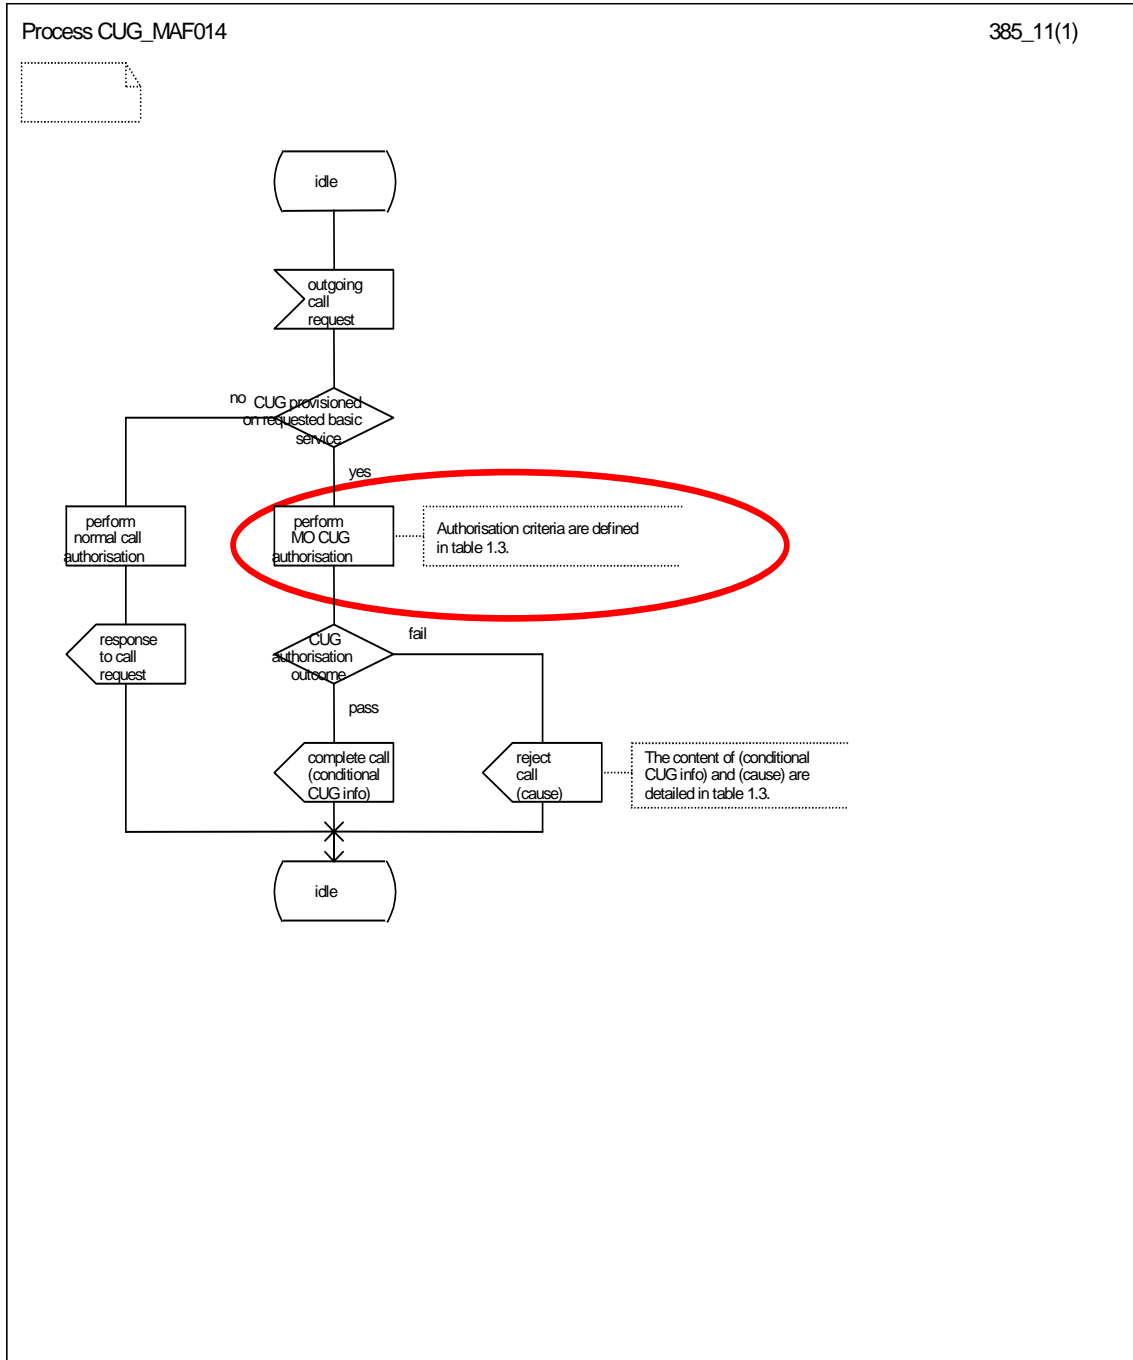 Process CUG_MAF014
385_11(1)
idle
outgoing
call
request
no
CUG provisioned
on requested basic
service
yes
perform
normal call
authorisation
perform
MO CUG
authorisation
Authorisation criteria are defined
in table 1.3.
response
to call
request
CUG
authorisation
outcome
fail
pass
complete call
(conditional
CUG info)
reject
call
(cause)
The content of (conditional
CUG info) and (cause) are
detailed in table 1.3.
idle